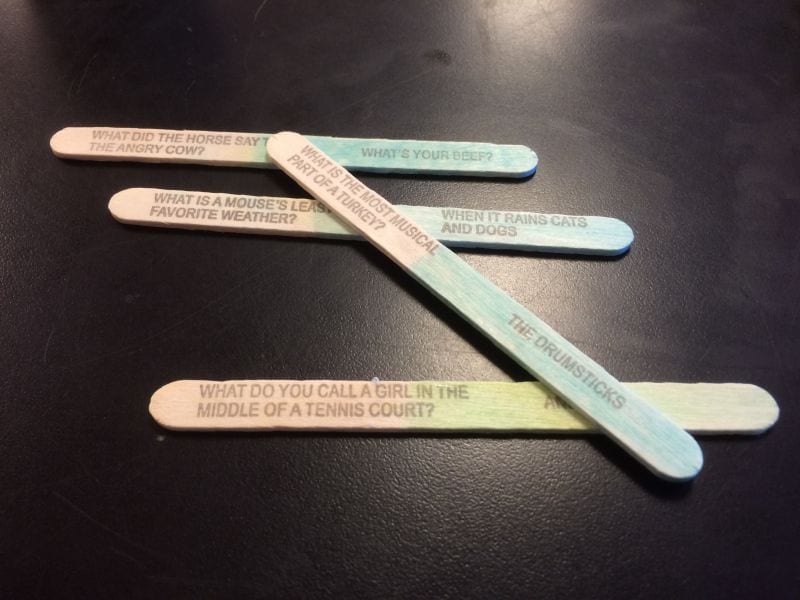 WHAT DID THE HORSE SAY
THE ANGRY COW?
WHAT'S YOUR BEEF?
WHAT IS A MOUSE'S LEAST
FAVORITE WEATHER?
WHEN IT RAINS CATS
AND DOGS
WHAT IS THE MOST MUSICAL
PART OF A TURKEY?
THE DRUMSTICKS
WHAT DO YOU CALL A GIRL IN THE
MIDDLE OF A TENNIS COURT?